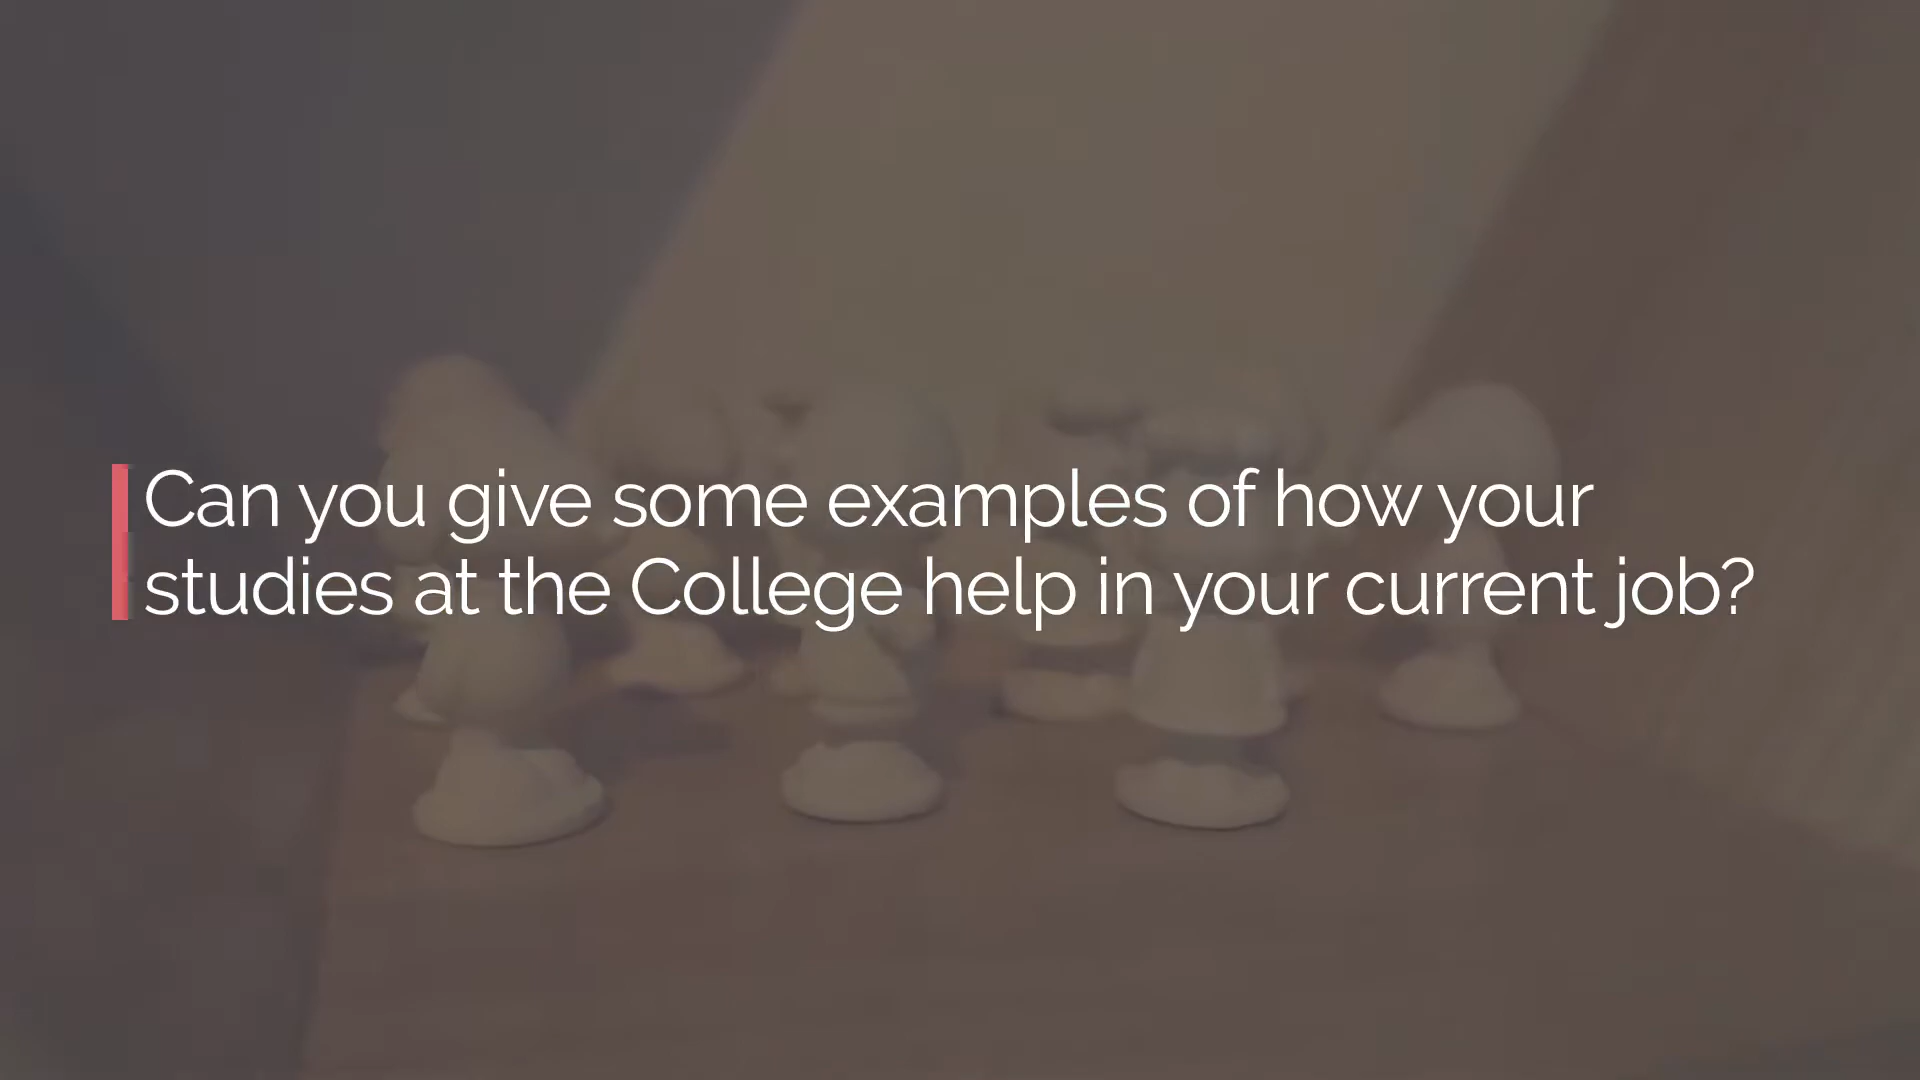 Can you give some examples of how your
studies at the College help in your current job?